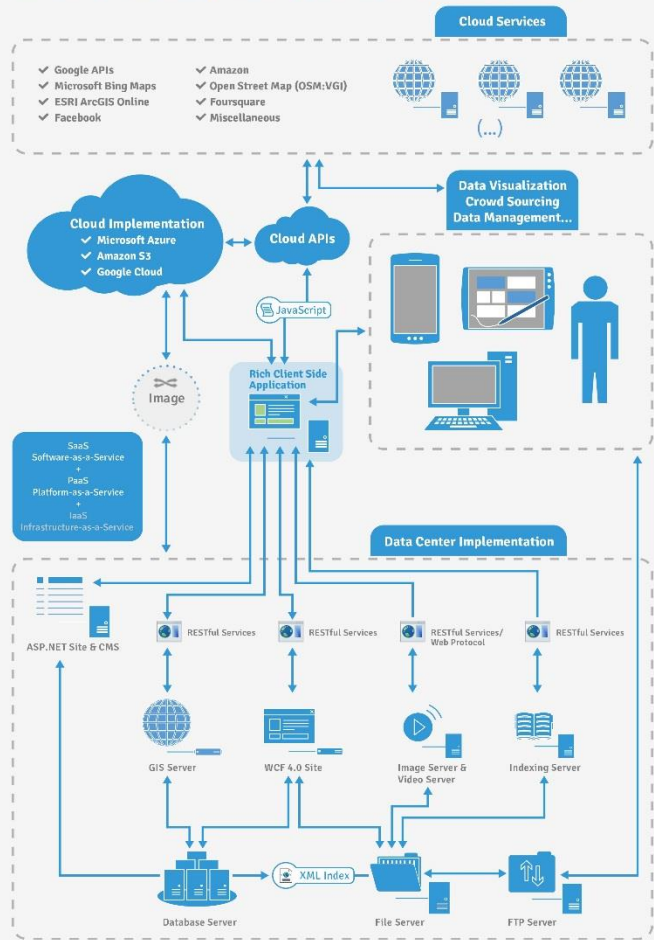 Cloud Services
Google APIs
Microsoft Bing Maps
ESRI ArcGIS Online
Facebook
Amazon
Open Street Map (OSM:VGI)
Foursquare
Miscellaneous
(...)
Data Visualization
Crowd Sourcing
Data Management...
Cloud Implementation
Microsoft Azure
Amazon S3
Google Cloud
Cloud APIs
JavaScript
Rich Client Side
Application
Image
SaaS
Software-as-a-Service
+
PaaS
Platform-as-a-Service
+
IaaS
Infrastructure-as-a-Service
Data Center Implementation
ASP.NET Site & CMS
RESTful Services
RESTful Services
RESTful Services/
Web Protocol
RESTful Services
GIS Server
WCF 4.0 Site
Image Server &
Video Server
Indexing Server
XML Index
Database Server
File Server
FTP Server